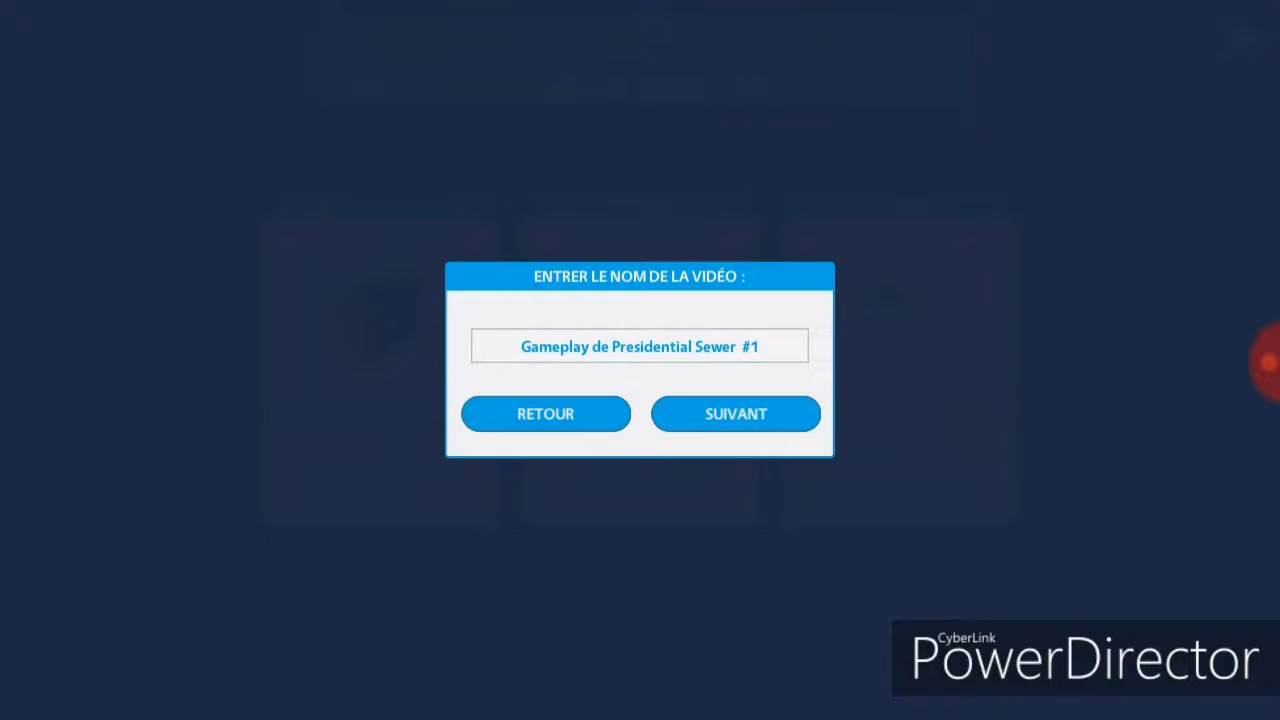 ENTRER LE NOM DE LA VIDÉO :
Gameplay de Presidential Sewer #1
RETOUR
SUIVANT
CyberLink
PowerDirector